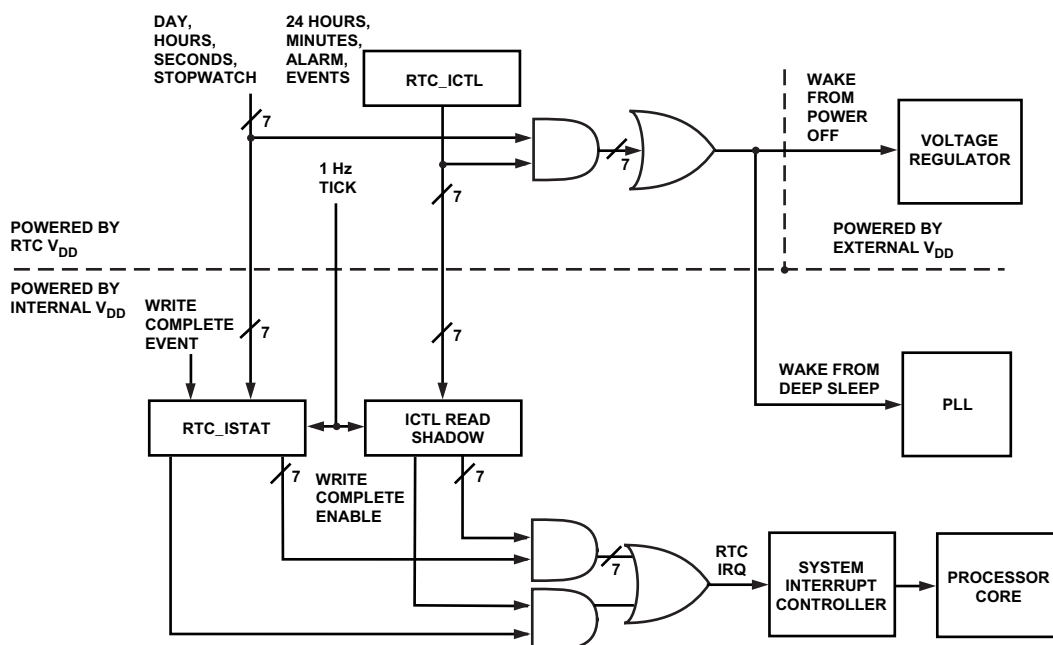 DAY,
HOURS,
SECONDS,
STOPWATCH
24 HOURS,
MINUTES,
ALARM,
EVENTS
RTC_ICTL
7
1 Hz
TICK
7
7
WAKE
FROM
POWER
OFF
VOLTAGE
REGULATOR
POWERED BY
RTC VDD
POWERED BY
EXTERNAL VDD
POWERED BY
INTERNAL VDD
WRITE
COMPLETE
EVENT
7
7
WAKE FROM
DEEP SLEEP
PLL
RTC_ISTAT
ICTL READ
SHADOW
7
WRITE
COMPLETE
ENABLE
7
7
RTC
IRQ
SYSTEM
INTERRUPT
CONTROLLER
PROCESSOR
CORE